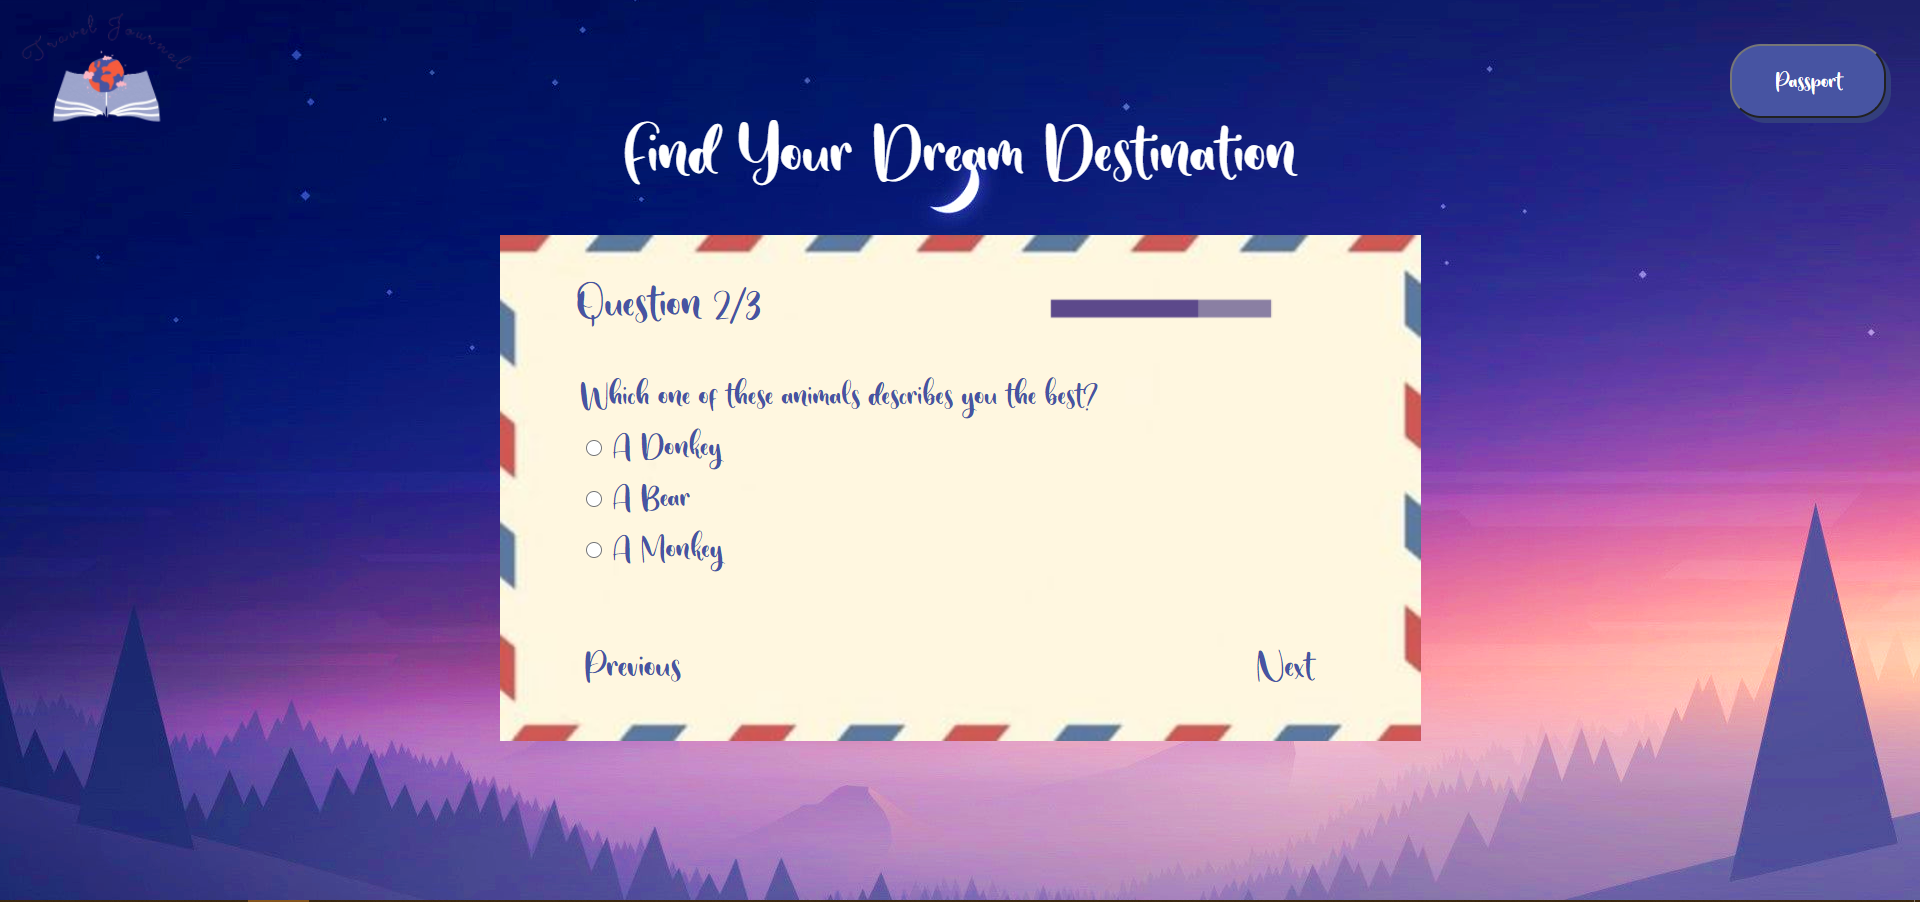 Travel Journal
Passport
Find Your Dream Destination
Question 2/3
Which one of these animals describes you the best?
A Donkey
A Bear
A Monkey
Previous
Next